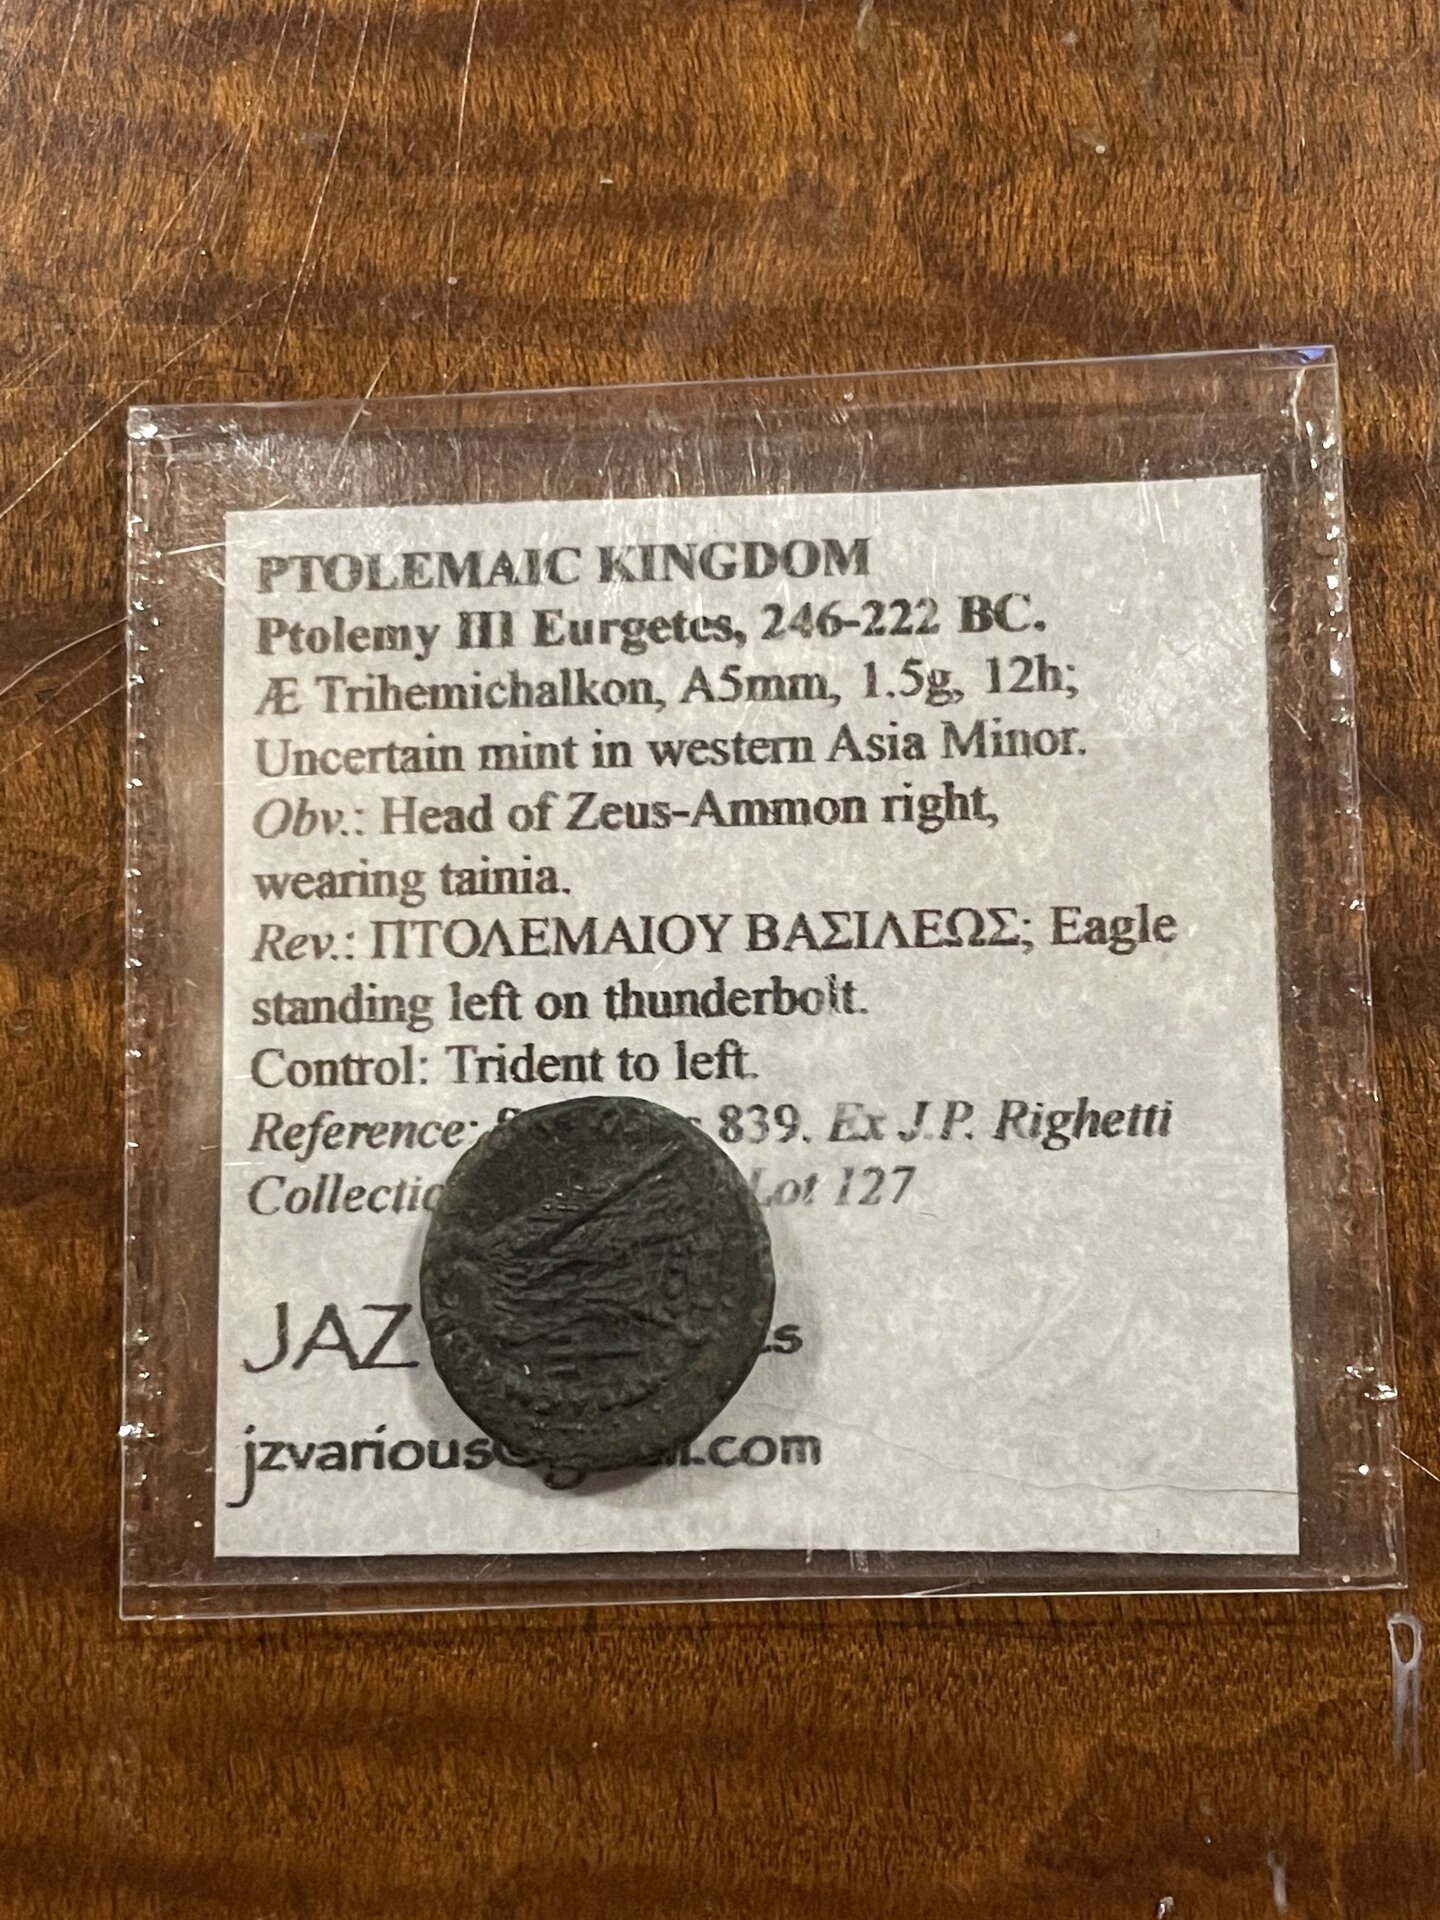 PTOLEMAIC KINGDOM
Ptolemy III Eurgetes, 246-222 BC.
Æ Trihemichalkon, A5mm, 1.5g, 12h;
Uncertain mint in western Asia Minor.
Obv.: Head of Zeus-Ammon right,
wearing tainia.
Rev.: ΠΤΟΛΕΜΑΙΟΥ ΒΑΣΙΛΕΩΣ; Eagle
standing left on thunderbolt.
Control: Trident to left.
Reference: 839. Ex J.P. Righetti
Lot 127
JAZ